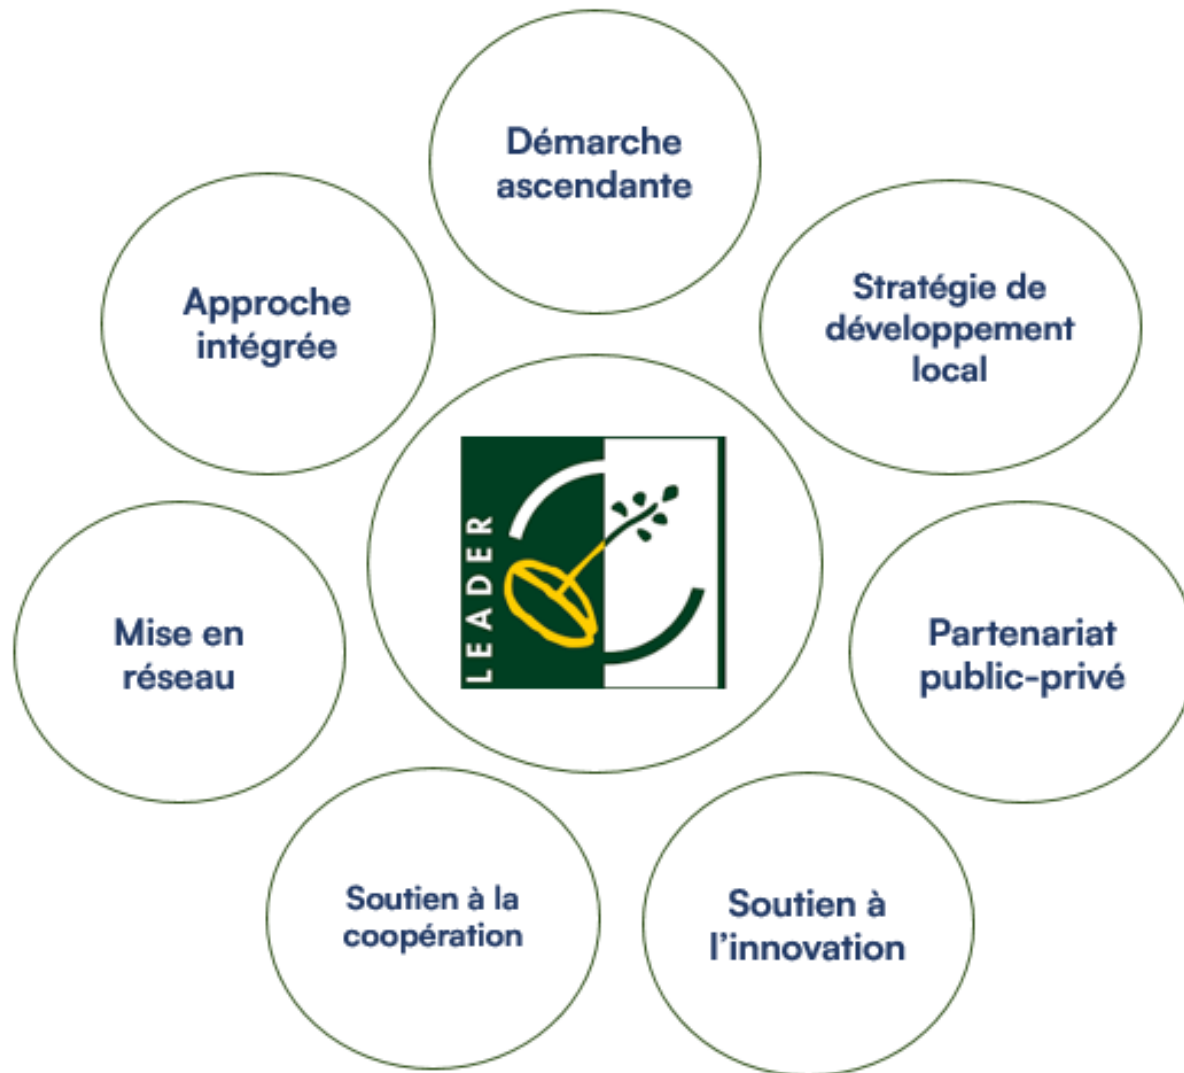 Démarche
ascendante
Stratégie de
développement
local
Partenariat
public-privé
Soutien à
l'innovation
Soutien à la
coopération
Mise en
réseau
Approche
intégrée
LEADER